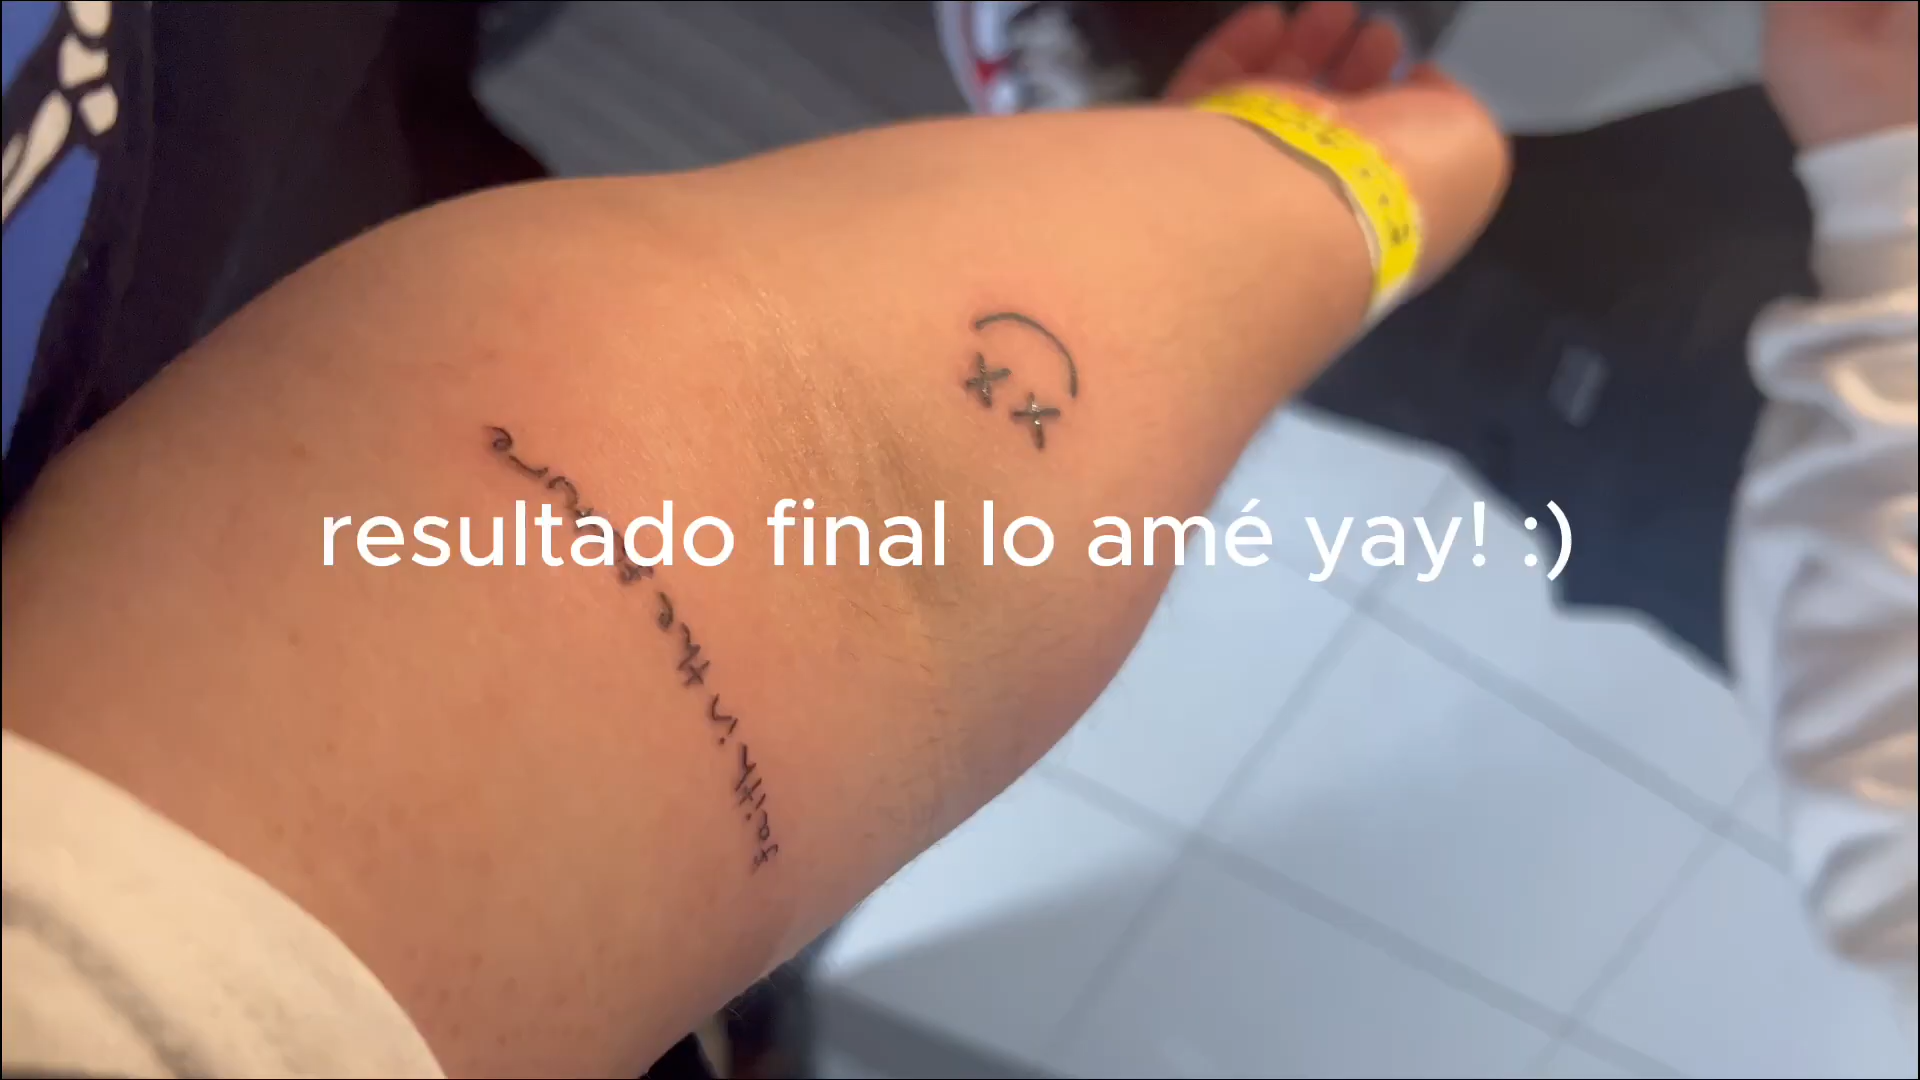 resultado final lo amé yay! :)
faith in the future